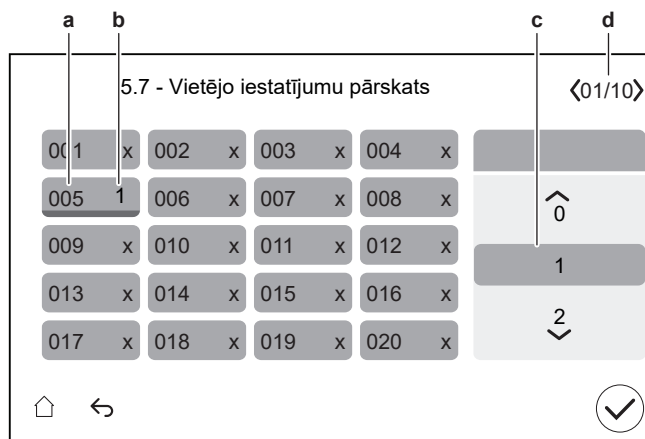 a b c d
5.7 - Vietējo iestatījumu pārskats 01/10
001 x 002 x 003 x 004 x
005 1 006 x 007 x 008 x
0
009 x 010 x 011 x 012 x
1
013 x 014 x 015 x 016 x
2
017 x 018 x 019 x 020 x